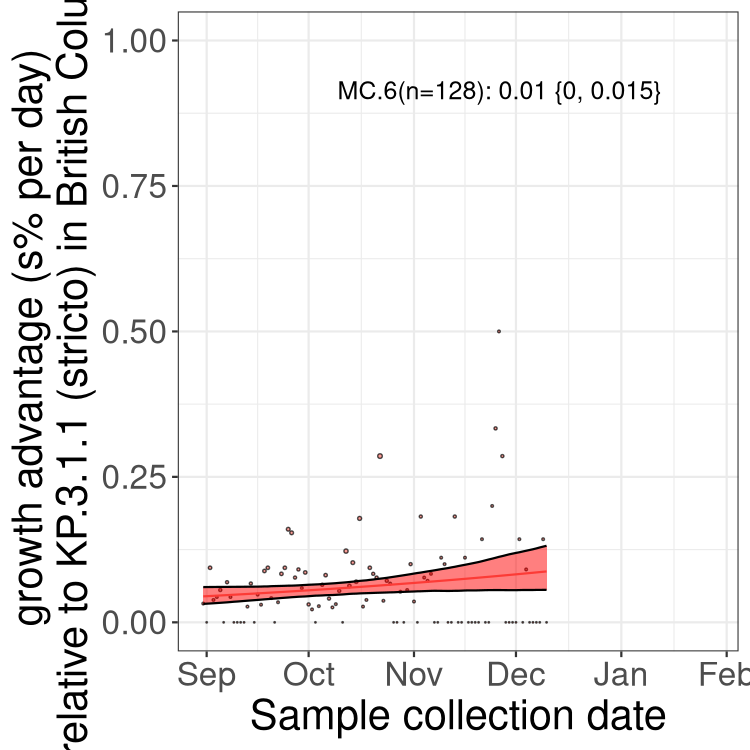 growth advantage (s% per day)
relative to KP.3.1.1 (stricto) in British Colu
1.00
0.75
0.50
0.25
0.00
MC.6(n=128): 0.01 {0, 0.015}
Sep Oct Nov Dec Jan Feb
Sample collection date